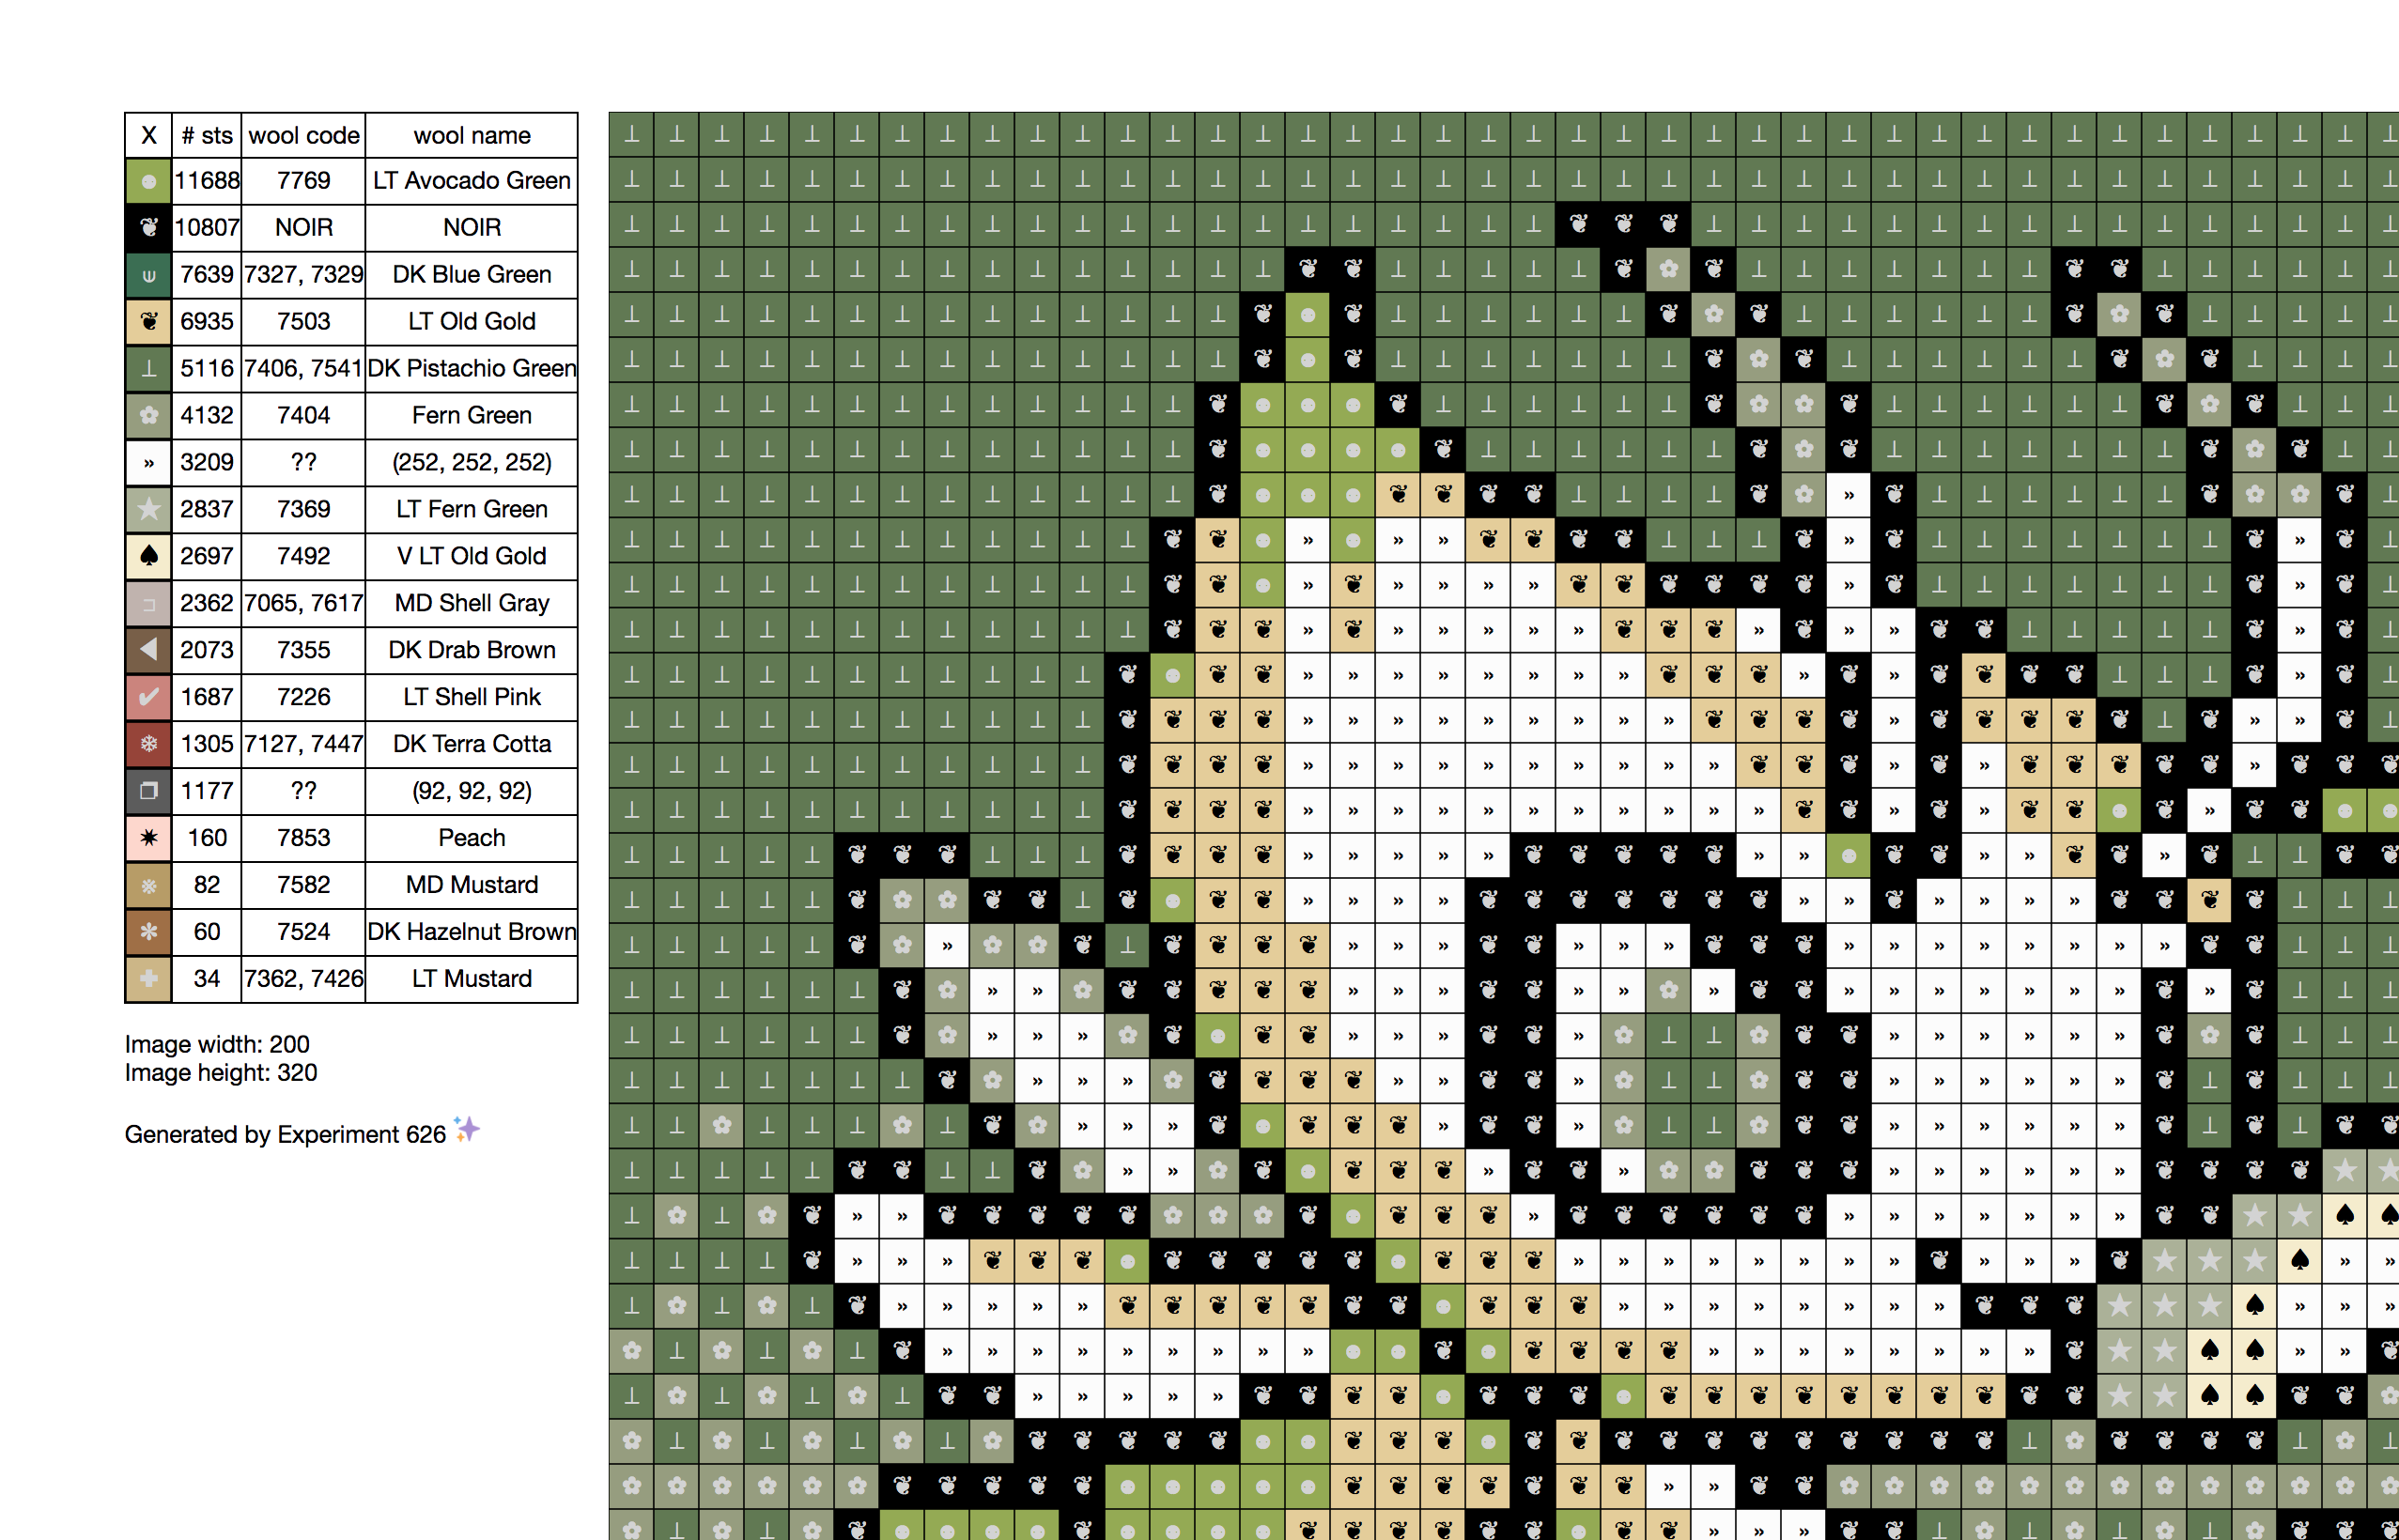 X # sts wool code wool name
11688 7769 LT Avocado Green
10807 NOIR NOIR
7639 7327, 7329 DK Blue Green
6935 7503 LT Old Gold
5116 7406, 7541 DK Pistachio Green
4132 7404 Fern Green
» 3209 ?? (252, 252, 252)
2837 7369 LT Fern Green
2697 7492 V LT Old Gold
2362 7065, 7617 MD Shell Gray
2073 7355 DK Drab Brown
1687 7226 LT Shell Pink
1305 7127, 7447 DK Terra Cotta
1177 ?? (92, 92, 92)
160 7853 Peach
82 7582 MD Mustard
60 7524 DK Hazelnut Brown
34 7362, 7426 LT Mustard
Image width: 200
Image height: 320
Generated by Experiment 626 ✨